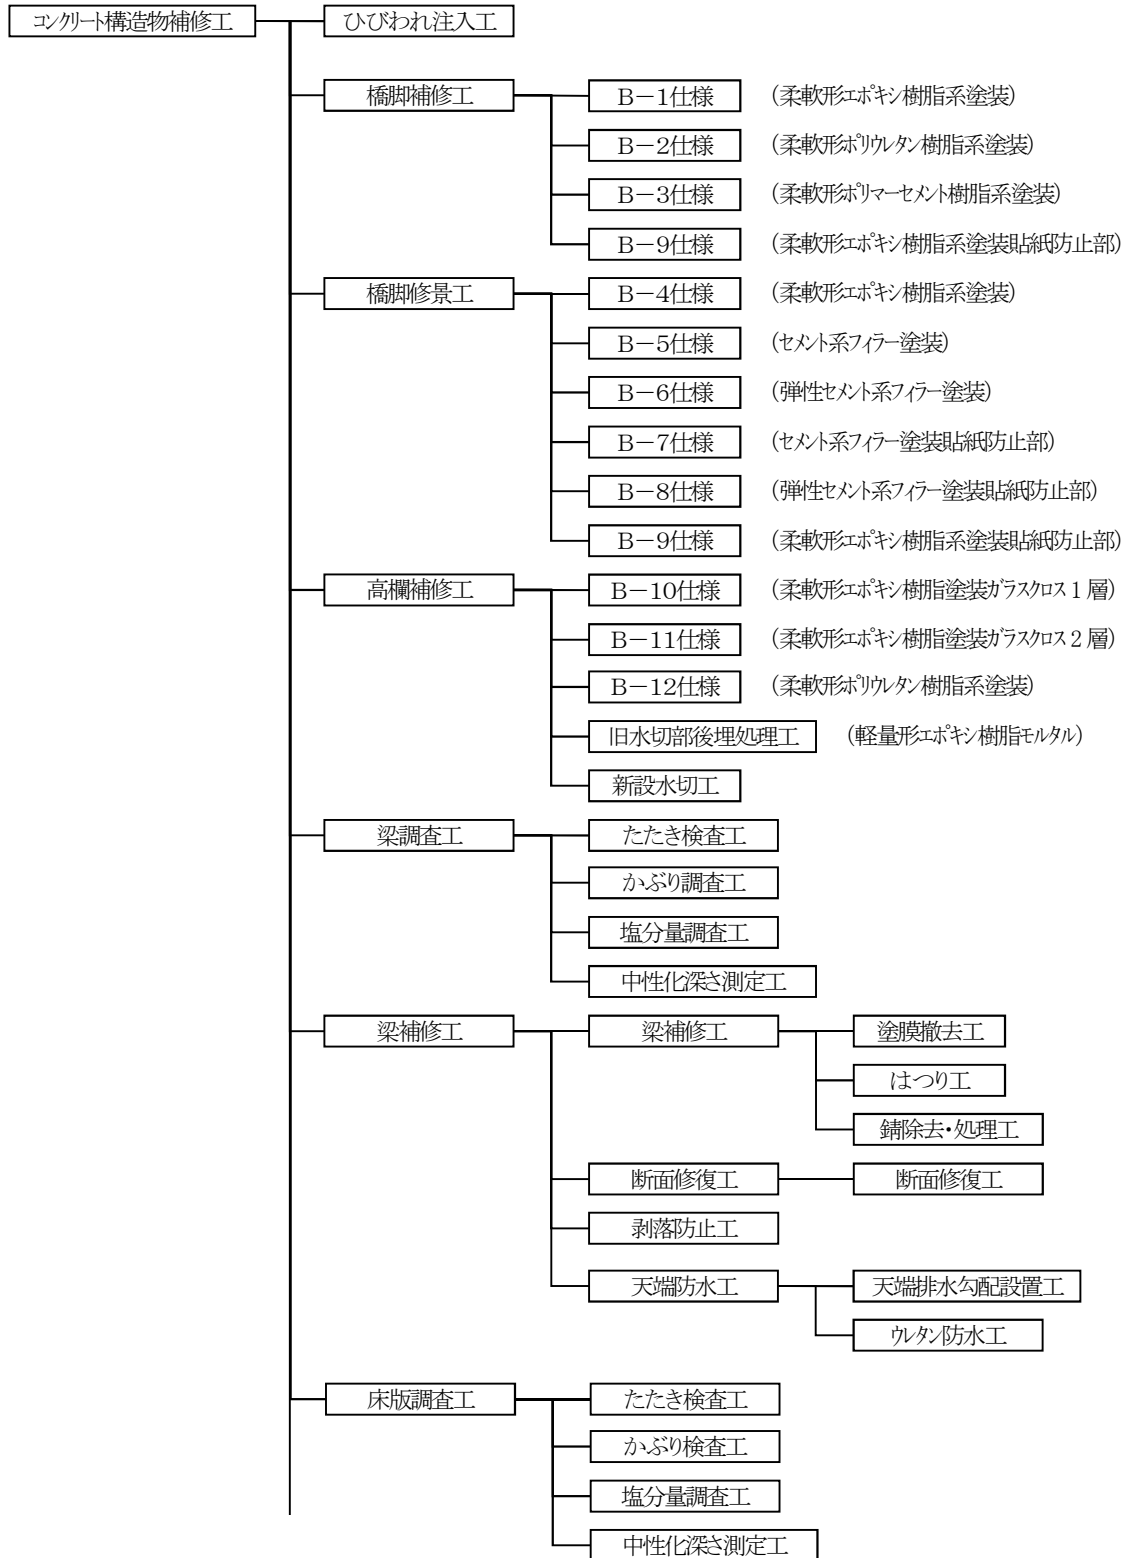 コンクリート構造物補修工 ひびわれ注入工
橋脚補修工 B－1仕様 (柔軟形エポキシ樹脂系塗装)
B－2仕様 (柔軟形ポリウレタン樹脂系塗装)
B－3仕様 (柔軟形ポリマーセメント樹脂系塗装)
B－9仕様 (柔軟形エポキシ樹脂系塗装貼紙防止部)
橋脚修景工 B－4仕様 (柔軟形エポキシ樹脂系塗装)
B－5仕様 (セメント系フィラー塗装)
B－6仕様 (弾性セメント系フィラー塗装)
B－7仕様 (セメント系フィラー塗装貼紙防止部)
B－8仕様 (弾性セメント系フィラー塗装貼紙防止部)
B－9仕様 (柔軟形エポキシ樹脂系塗装貼紙防止部)
高欄補修工 B－10仕様 (柔軟形エポキシ樹脂塗装ガラスクロス1層)
B－11仕様 (柔軟形エポキシ樹脂塗装ガラスクロス2層)
B－12仕様 (柔軟形ポリウレタン樹脂系塗装)
旧水切部後埋処理工 (軽量形エポキシ樹脂モルタル)
新設水切工
梁調査工 たたき検査工
かぶり調査工
塩分量調査工
中性化深さ測定工
梁補修工 梁補修工 塗膜撤去工
はつり工
錆除去・処理工
断面修復工 断面修復工
剥落防止工
天端防水工 天端排水勾配設置工
ウレタン防水工
床版調査工 たたき検査工
かぶり検査工
塩分量調査工
中性化深さ測定工